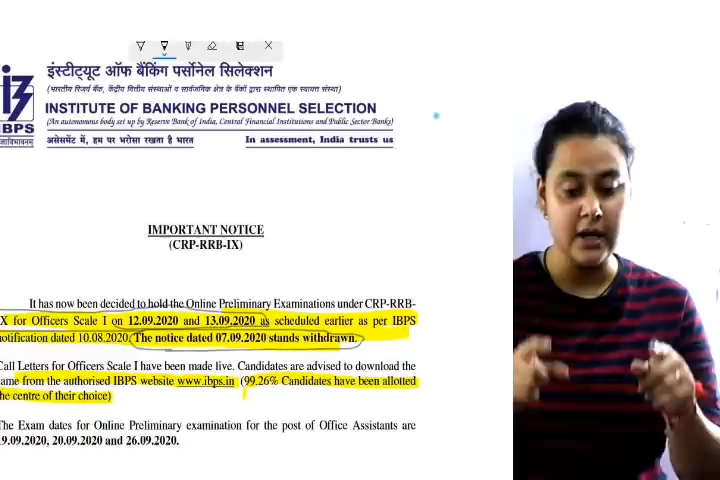 इंस्टीट्यूट ऑफ बैंकिंग पर्सोनेल सिलेक्शन
(भारतीय रिजर्व बैंक, केंद्रीय वित्तीय संस्थाओं व सार्वजनिक क्षेत्र के बैंकों द्वारा स्थापित एक स्वायत्त संस्था)
INSTITUTE OF BANKING PERSONNEL SELECTION
(An autonomous body set up by Reserve Bank of India, Central Financial Institutions and Public Sector Banks)
IBPS
असेसमेंट में, हम पर भरोसा रखता है भारत In assessment, India trusts us
IMPORTANT NOTICE
(CRP-RRB-IX)
It has now been decided to hold the Online Preliminary Examinations under CRP-RRB-
IX for Officers Scale I on 12.09.2020 and 13.09.2020 as scheduled earlier as per IBPS
notification dated 10.08.2020. The notice dated 07.09.2020 stands withdrawn.
Call Letters for Officers Scale I have been made live. Candidates are advised to download the
same from the authorised IBPS website www.ibps.in (99.26% Candidates have been allotted
the centre of their choice)
The Exam dates for Online Preliminary examination for the post of Office Assistants are
19.09.2020, 20.09.2020 and 26.09.2020.